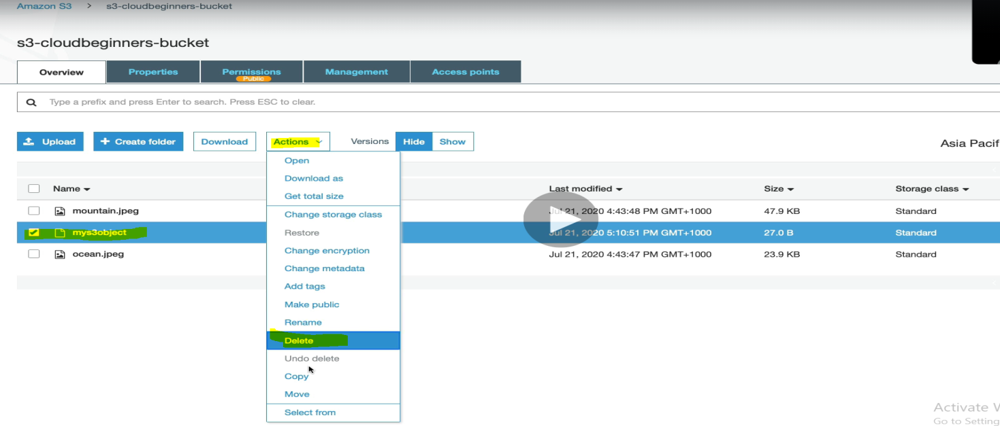 Amazon S3 > s3-cloudbeginners-bucket
s3-cloudbeginners-bucket
Overview Properties Permissions Management Access points
Public
Type a prefix and press Enter to search. Press ESC to clear.
Upload + Create folder Download Actions Versions Hide Show
Asia Pacif
Name Last modified Size Storage class
mountain.jpeg Jul 21, 2020 4:43:48 PM GMT+1000 47.9 KB Standard
mys3object Jul 21, 2020 5:10:51 PM GMT+1000 27.0 B Standard
ocean.jpeg Jul 21, 2020 4:43:47 PM GMT+1000 23.9 KB Standard
Open
Download as
Get total size
Change storage class
Restore
Change encryption
Change metadata
Add tags
Make public
Rename
Delete
Undo delete
Copy
Move
Select from
Activate
Go to Setting